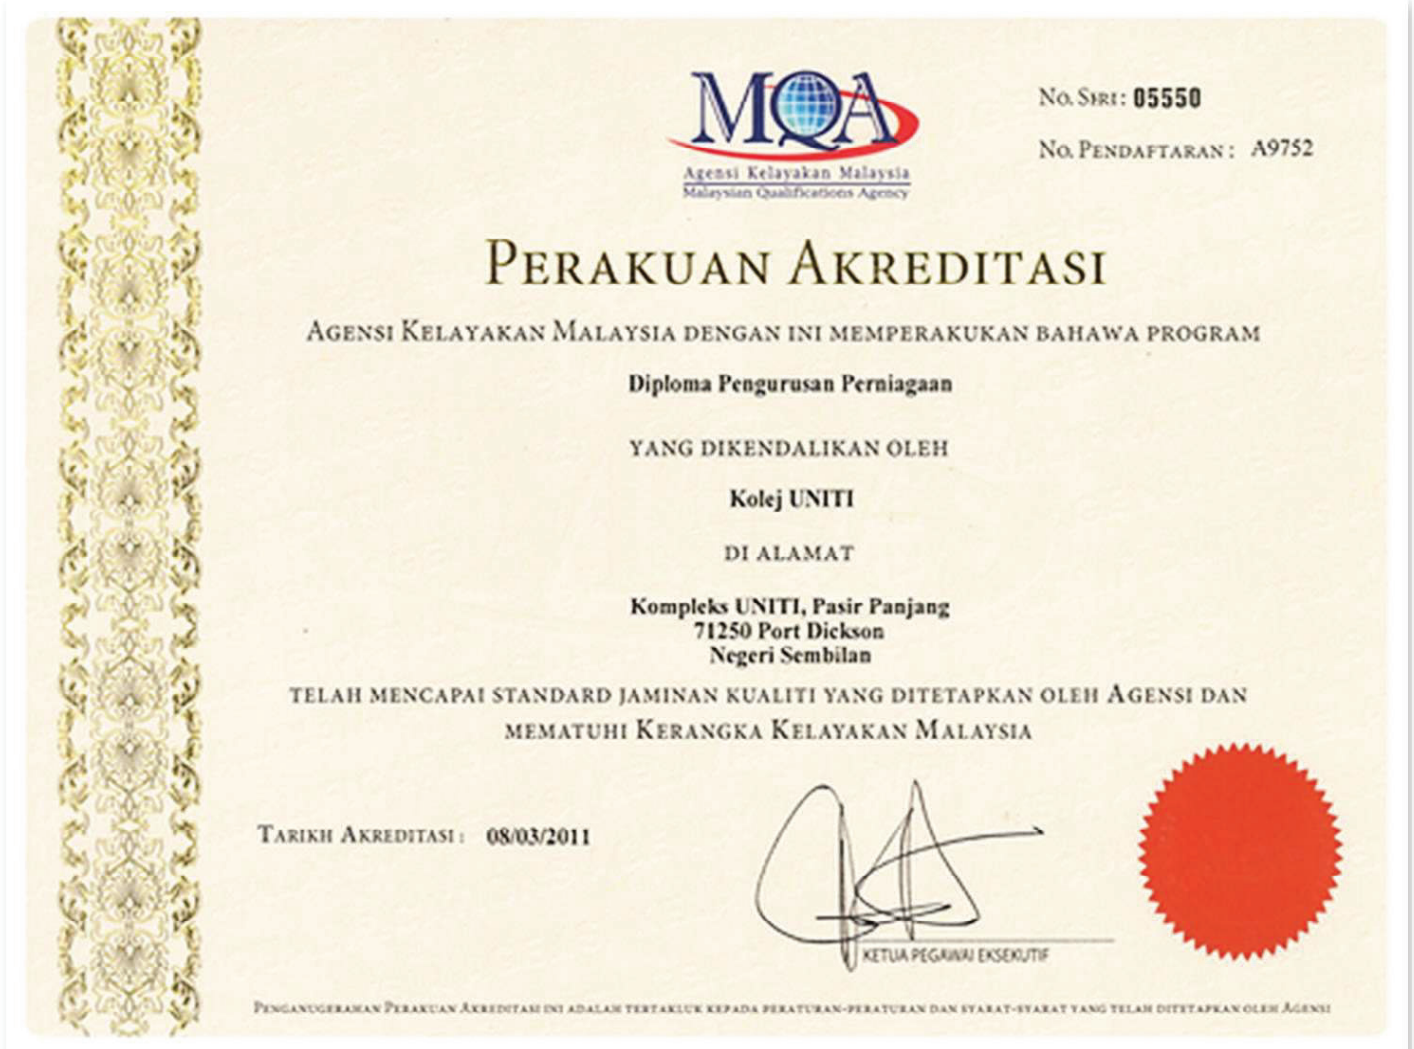 MQA
Agensi Kelayakan Malaysia
Malaysian Qualifications Agency
No. Siri: 05550
No. Pendaftaran: A9752
Perakuan Akreditasi
Agensi Kelayakan Malaysia dengan ini memperakukan bahawa program
Diploma Pengurusan Perniagaan
yang dikendalikan oleh
Kolej UNITI
di alamat
Kompleks UNITI, Pasir Panjang
71250 Port Dickson
Negeri Sembilan
telah mencapai standard jaminan kualiti yang ditetapkan oleh Agensi dan
mematuhi Kerangka Kelayakan Malaysia
Tarikh Akreditasi: 08/03/2011
KETUA PEGAWAI EKSEKUTIF
Penganugerahan Perakuan Akreditasi ini adalah tertakluk kepada peraturan-peraturan dan syarat-syarat yang telah ditetapkan oleh Agensi